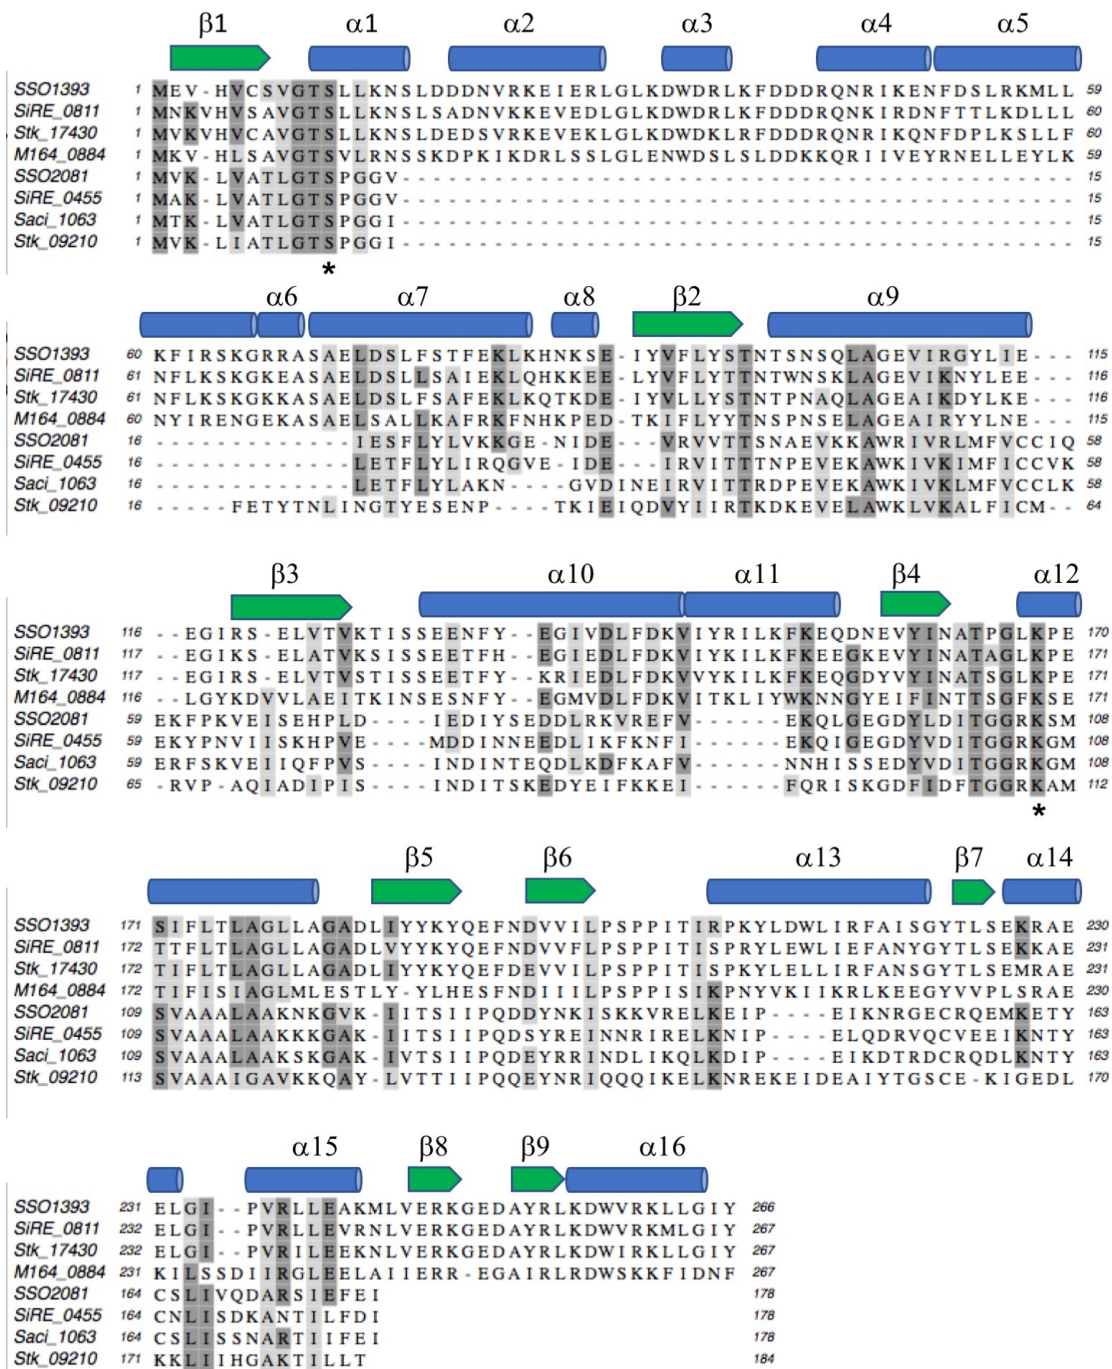 β1 α1 α2 α3 α4 α5
SSO1393 1 MEV-HVCSVGTSLLKNSLDDDNVRKEIERLGLKDWDRLKFDDDRQNRIKENFDSLRKMLL 59
SiRE_0811 1 MNKVHVSAVGTSLLKNSLSADNVKKEVEDLGLKDWDRLKFDDDRQNKIRDNFTTLKDLLL 60
Stk_17430 1 MVKVHVCAVGTSLLKNSLDEDSVRKEVEDLGLKDWDKLRFDDDRQNRIKQNFDPLKSLLF 60
M164_0884 1 MKV-HLSAVGTSVLRNSSKDPKIKDRLSSLGLENWDSLSLDDKKQRIIVEYRNELLEYLK 59
SSO2081 1 MVK-LVATLGTSPGGV-------------------------------------------- 15
SiRE_0455 1 MAK-LVATLGTSPGGV-------------------------------------------- 15
Saci_1063 1 MTK-LVATLGTSPGGI-------------------------------------------- 15
Stk_09210 1 MVK-LIATLGTSPGGI-------------------------------------------- 15
*
α6 α7 α8 β2 α9
SSO1393 60 KFIRSKGRRASAELDSLFSTFEKLKHNKSE-IYVFLYSTNTSNSQLAGEVIRGYLIE--- 115
SiRE_0811 61 NFLKSKGKEASAELDSLLSAIEKLQHKKEE-LYVFLYTTNTWNSKLAGEVIKNYLEE--- 116
Stk_17430 61 NFLKSKGKKASAELDSLFSAFEKLKQTKDE-IYVLLYSTNTPNAQLAGEAIKDYLKE--- 116
M164_0884 60 NYIRENGEKASAELSALLKAFRKFNHKPED-TKIFLYYTNSPNSELAGEAIRYYLNE--- 115
SSO2081 16 -------------IESFLYLVKKGE-NIDE---VRVVTTSNAEVKKAWRIVRLMFVCCIQ 58
SiRE_0455 16 -------------LETFLYLIRQGVE-IDE---IRVITTTNPEVEKAWKIVKIMFICCVK 58
Saci_1063 16 -------------LETFLYLAKN----GVDINEIRVITTRDPEVEKAWKIVKLMFVCCLK 58
Stk_09210 16 -----FETYTNLINGTYESENP---TKIEIQDVYIIRTKDKEVELAWKLVKALFICM-- 64
β3 α10 α11 β4 α12
SSO1393 116 --EGIRS-ELVTVKTISSEENFY--EGIVDLFDKVIYRILKFKEQDNEVYINATPGLKPE 170
SiRE_0811 117 --EGIKS-ELATVKSISSEETFH--EGIEDLFDKVIYKILKFKEEGKEVYINATAGLKPE 171
Stk_17430 117 --EGIRS-ELVTVSTISSEETFY--KRIEDLFDKVVYKILKFKEQGDYVYINATSGLKPE 171
M164_0884 116 --LGYKDVVLAEITKINSESNFY--EGMVDLFDKVITKLIYWKNNGYEIFINTTSGFKSE 171
SSO2081 59 EKFPKVEISEHPLD----IEDIYSEDDLRKVREFV------EKQLGEGDYLDITGGRKSM 108
SiRE_0455 59 EKYPNVIISKHPVE----MDDINNEEDLIKFKNFI------EKQIGEGDYVDITGGRKGM 108
Saci_1063 59 ERFSKVEIIQFPVS----INDINTEQDLKDFKAFV------NNHISSEDYVDITGGRKGM 108
Stk_09210 65 -RVP-AQIADIPIS----INDITSKEDYEIFKKEI------FQRISKGDFIDFTGGRKAM 112
*
β5 β6 α13 β7 α14
SSO1393 171 SIFLTLAGLLAGADLIYYKYQEFNDVVILPSPPITIRPKYLDWLIRFAISGYTLSEKRAE 230
SiRE_0811 172 TTFLTLAGLLAGADLVYYKYQEFNDVVFLPSPPITISPRYLEWLIEFANYGYTLSEKKAE 231
Stk_17430 172 TIFLTLAGLLAGADLIYYKYQEFDEVVILPSPPITISPKYLELLIRFANSGYTLSEMRAE 231
M164_0884 172 TIFISIAGLMLESTLY-YLHESFNDIIILPSPPISIKPNYVKIIKRLKEEGYVVPLSRAE 230
SSO2081 109 SVAAALAAKNKGVK-IITSIIPQDDYNKISKKVRELKEIP----EIKNRGECRQEMKETY 163
SiRE_0455 109 SVAAALAAKKKGAK-IITSIIPQDSYREINNRIRELKNIP----ELQDRVQCVEEIKNTY 163
Saci_1063 109 SVAAALAAKSKGAK-IVTSIIPQDEYRRINDLIKQLKDIP----EIKDTRDCRQDLKNTY 163
Stk_09210 113 SVAAAIGAVKKQAY-LVTTIIPQQEYNRIQQQIKELKNREKEIDEAIYTGSCE-KIGEDL 170
α15 β8 β9 α16
SSO1393 231 ELGI--PVRLLEAKMLVERKGEDAYRLKDWVRKLLGIY 266
SiRE_0811 232 ELGI--PVRLLEVRNLVERKGEDAYRLKDWVRKMLGIY 267
Stk_17430 232 ELGI--PVRILEEKNLVERKGEDAYRLKDWIRKLLGIY 267
M164_0884 231 KILSSDIIRGLEELAIIERR-EGAIRLRDWSKKFIDNF 267
SSO2081 164 CSLIVQDARSIEFEI 178
SiRE_0455 164 CNLISDKANTILFDI 178
Saci_1063 164 CSLISSNARTIIFEI 178
Stk_09210 171 KKLIIHGAKTILLT 184